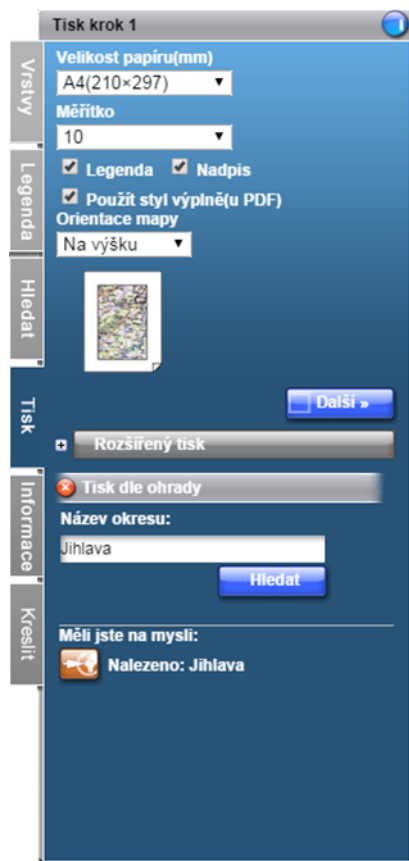 Tisk krok 1
Vrstvy
Legenda
Hledat
Tisk
Informace
Kreslit
Velikost papíru(mm)
A4(210×297)
Měřítko
10
Legenda Nadpis
Použít styl výplně(u PDF)
Orientace mapy
Na výšku
Další »
Rozšířený tisk
Tisk dle ohrady
Název okresu:
Jihlava
Hledat
Měli jste na mysli:
Nalezeno: Jihlava